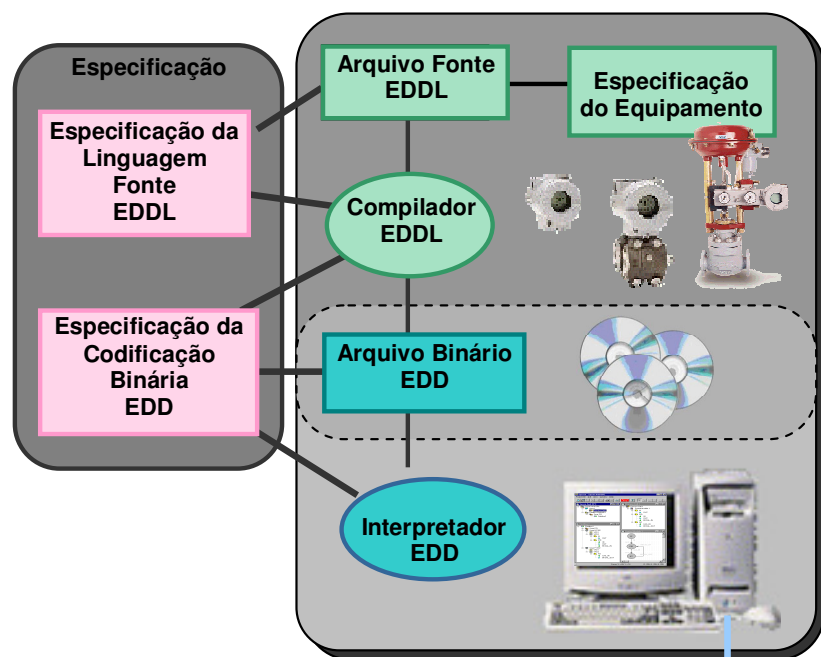 Especificação
Especificação da
Linguagem
Fonte
EDDL
Especificação da
Codificação
Binária
EDD
Arquivo Fonte
EDDL
Especificação
do Equipamento
Compilador
EDDL
Arquivo Binário
EDD
Interpretador
EDD